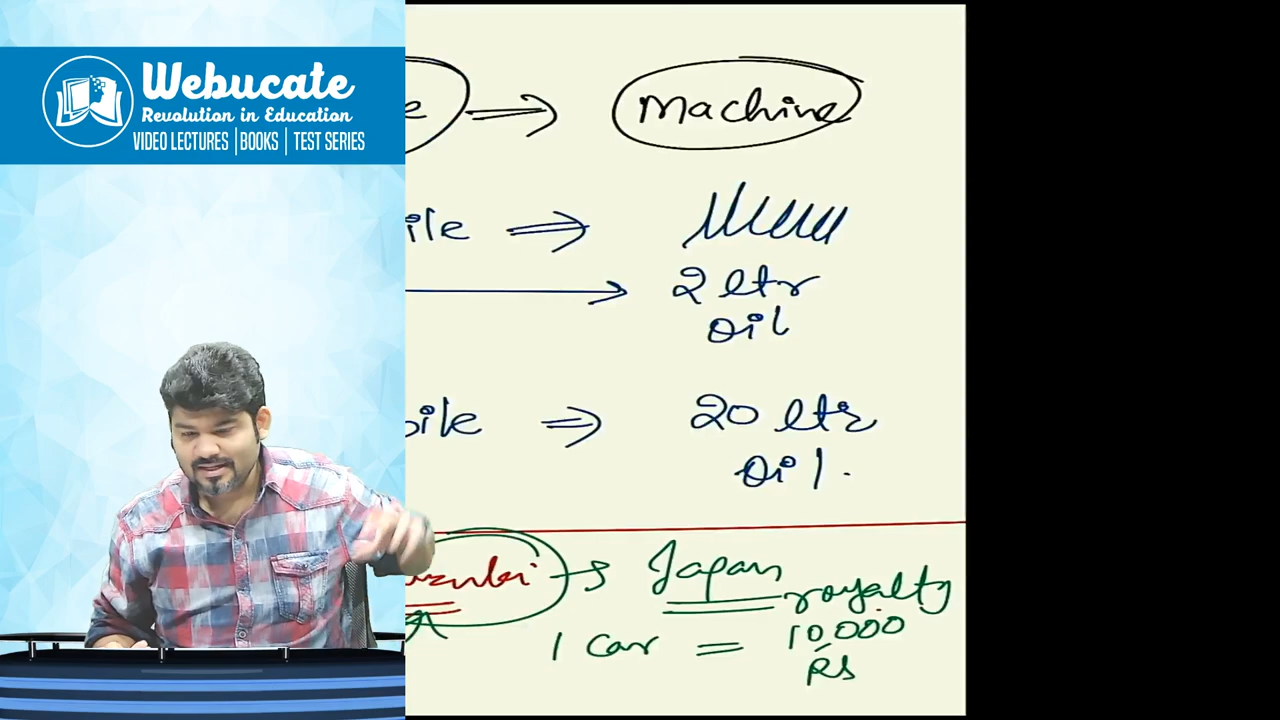 Webucate
Revolution in Education
VIDEO LECTURES | BOOKS | TEST SERIES
e ⇒ Machine
ile ⇒
→ 2 ltr
oil
bile ⇒ 20 ltr
oil.
→ Japan
royalty
1 car = 10,000
RS